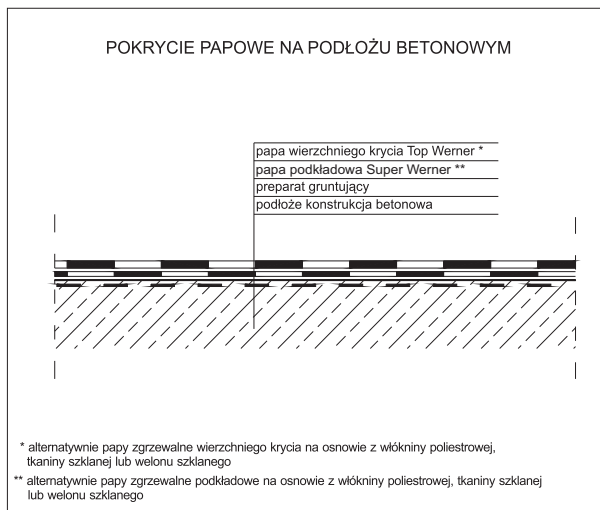 POKRYCIE PAPOWE NA PODŁOŻU BETONOWYM
papa wierzchniego krycia Top Werner *
papa podkładowa Super Werner **
preparat gruntujący
podłoże konstrukcja betonowa
* alternatywnie papy zgrzewalne wierzchniego krycia na osnowie z włókniny poliestrowej,
tkaniny szklanej lub welonu szklanego
** alternatywnie papy zgrzewalne podkładowe na osnowie z włókniny poliestrowej, tkaniny szklanej
lub welonu szklanego